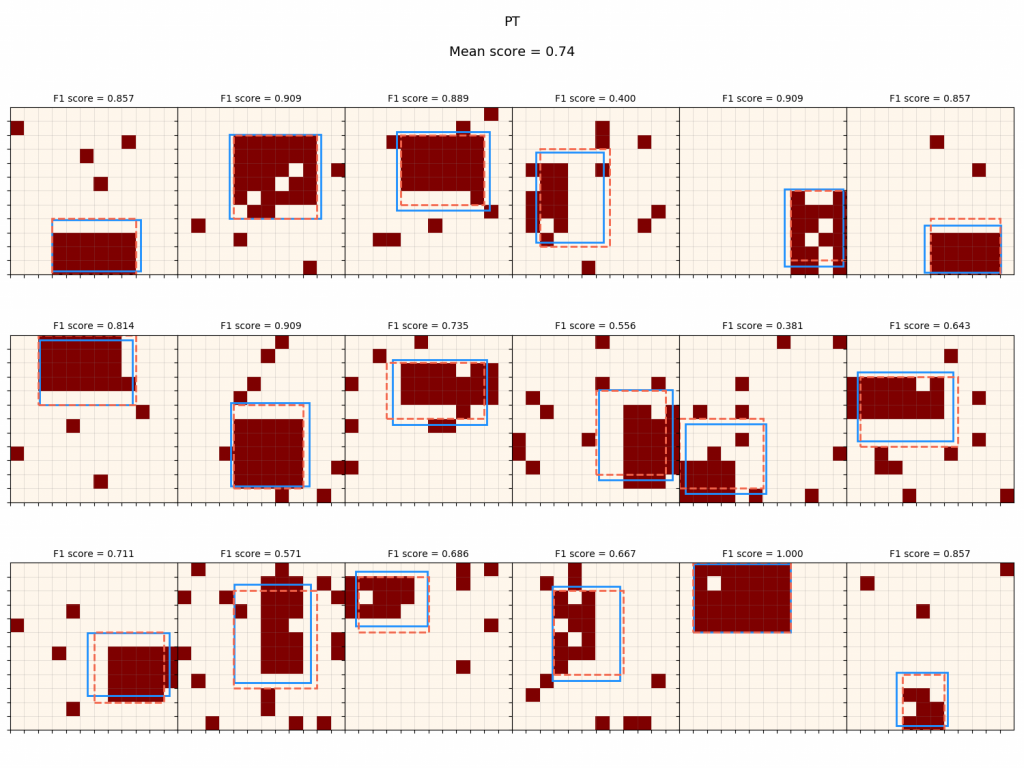 PT
Mean score = 0.74
F1 score = 0.857
F1 score = 0.909
F1 score = 0.889
F1 score = 0.400
F1 score = 0.909
F1 score = 0.857
F1 score = 0.814
F1 score = 0.909
F1 score = 0.735
F1 score = 0.556
F1 score = 0.381
F1 score = 0.643
F1 score = 0.711
F1 score = 0.571
F1 score = 0.686
F1 score = 0.667
F1 score = 1.000
F1 score = 0.857